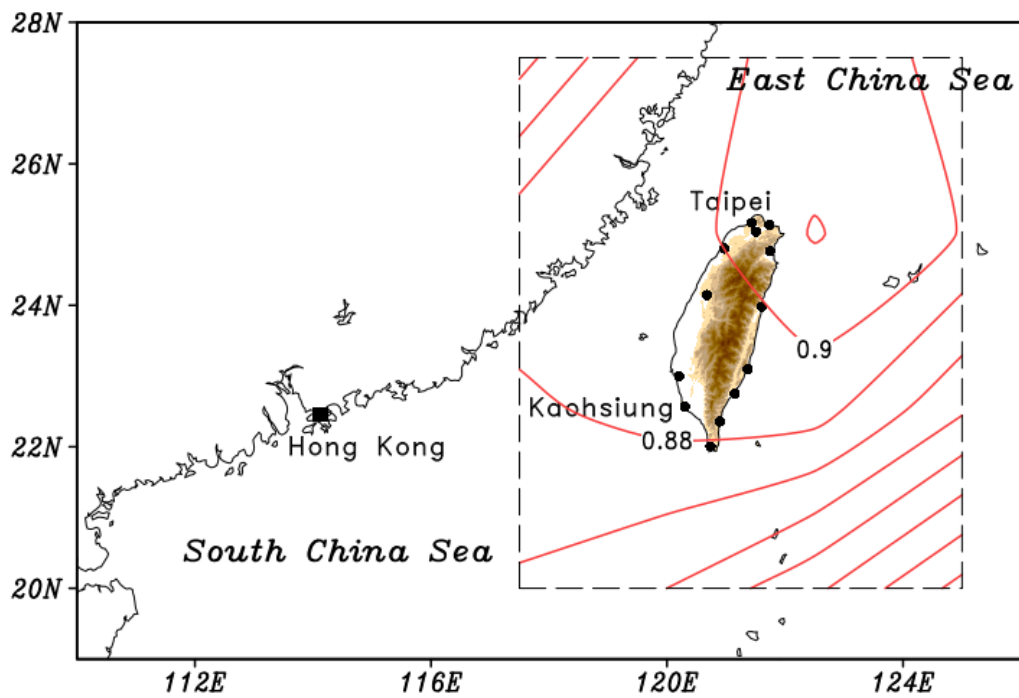 28N
East China Sea
26N
Taipei
24N
0.9
Kaohsiung
0.88
22N
Hong Kong
South China Sea
20N
112E
116E
120E
124E